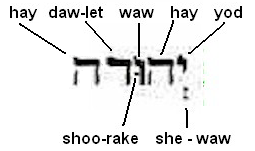 hay daw-let waw hay yod
יְהוּדה
shoo-rake she - waw